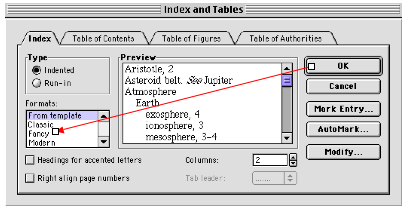 Index and Tables
Index
Table of Contents
Table of Figures
Table of Authorities
Type
Indented
Run-in
Formats:
From template
Classic
Fancy
Modern
Preview
Aristotle, 2
Asteroid belt. See Jupiter
Atmosphere
Earth
exosphere, 4
ionosphere, 3
mesosphere, 3-4
OK
Cancel
Mark Entry...
AutoMark...
Modify...
Headings for accented letters
Right align page numbers
Columns:
2
Tab leader:
.......